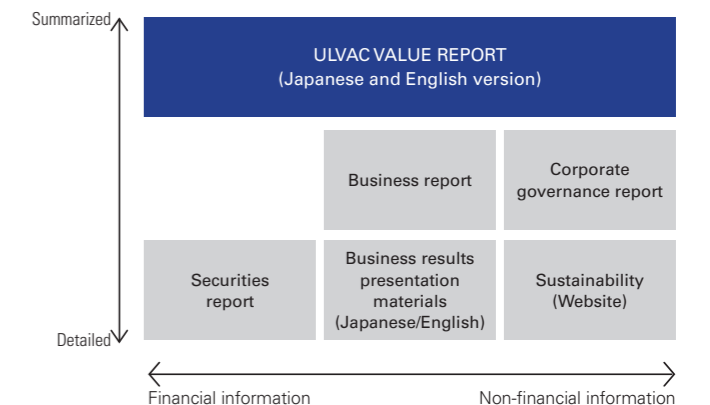 Summarized
ULVAC VALUE REPORT
(Japanese and English version)
Business report
Corporate
governance report
Securities
report
Business results
presentation
materials
(Japanese/English)
Sustainability
(Website)
Detailed
Financial information
Non-financial information